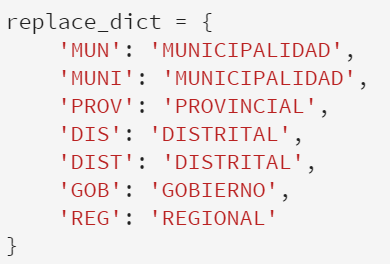 replace_dict = {
    'MUN': 'MUNICIPALIDAD',
    'MUNI': 'MUNICIPALIDAD',
    'PROV': 'PROVINCIAL',
    'DIS': 'DISTRITAL',
    'DIST': 'DISTRITAL',
    'GOB': 'GOBIERNO',
    'REG': 'REGIONAL'
}